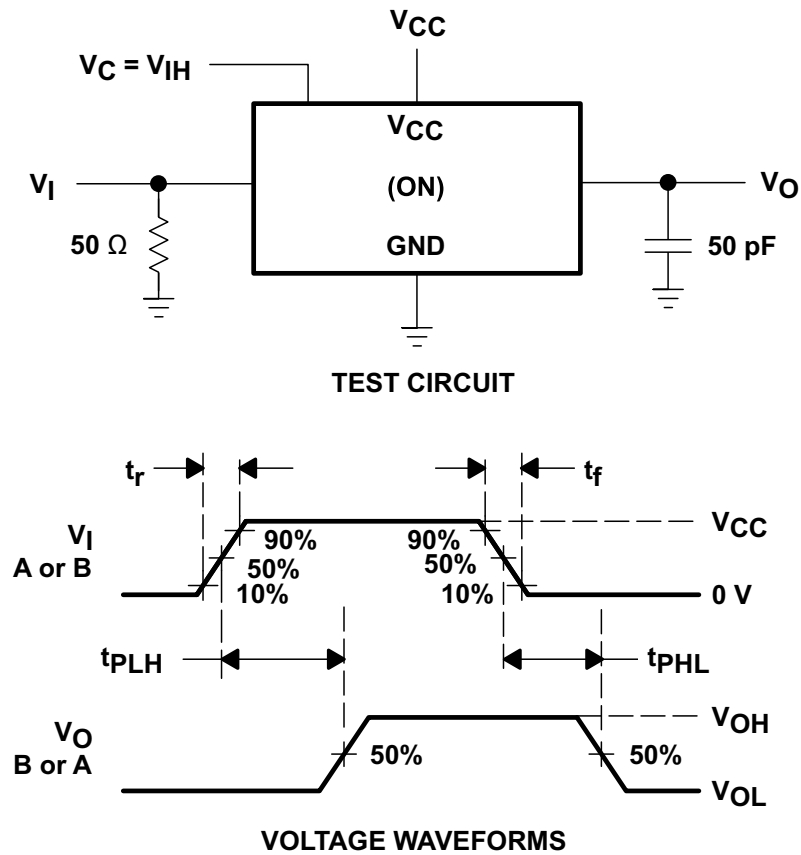 VCC
VC = VIH
VCC
VI
(ON)
VO
50 Ω
GND
50 pF
TEST CIRCUIT
tr
tf
VI
A or B
90%
50%
10%
90%
50%
10%
VCC
0 V
tPLH
tPHL
VO
B or A
50%
50%
VOH
VOL
VOLTAGE WAVEFORMS